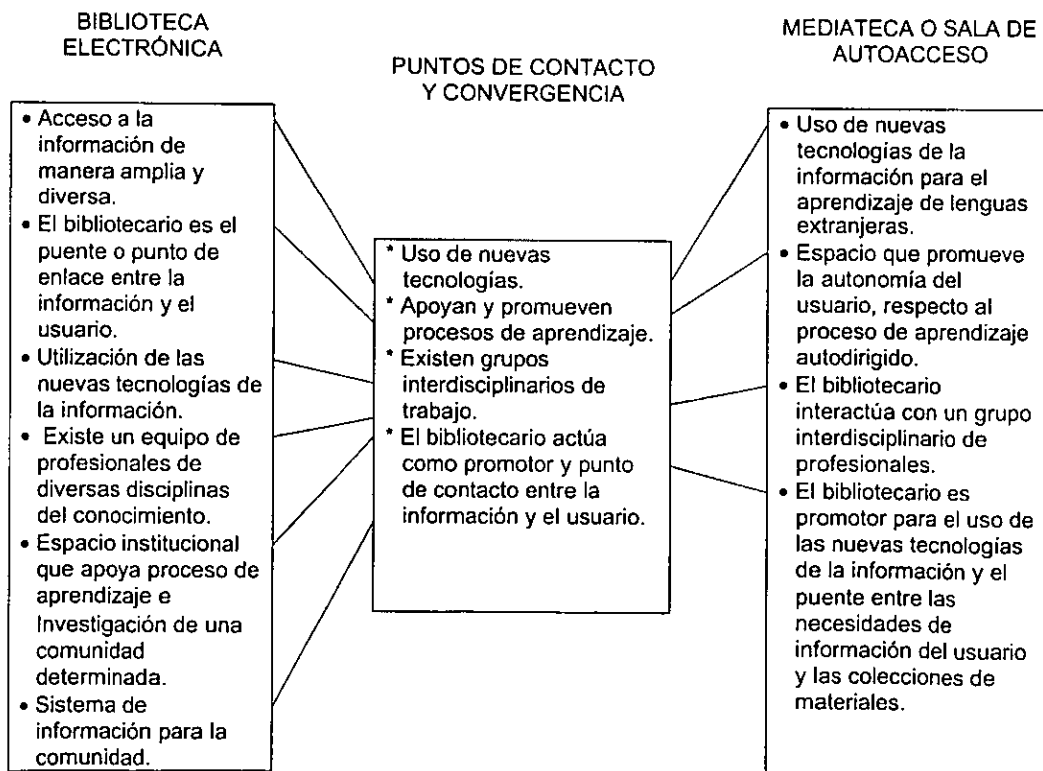 BIBLIOTECA
ELECTRÓNICA
• Acceso a la
información de
manera amplia y
diversa.
• El bibliotecario es el
puente o punto de
enlace entre la
información y el
usuario.
• Utilización de las
nuevas tecnologías de
la información.
• Existe un equipo de
profesionales de
diversas disciplinas
del conocimiento.
• Espacio institucional
que apoya proceso de
aprendizaje e
Investigación de una
comunidad
determinada.
• Sistema de
información para la
comunidad.
PUNTOS DE CONTACTO
Y CONVERGENCIA
* Uso de nuevas
tecnologías.
* Apoyan y promueven
procesos de aprendizaje.
* Existen grupos
interdisciplinarios de
trabajo.
* El bibliotecario actúa
como promotor y punto
de contacto entre la
información y el usuario.
MEDIATECA O SALA DE
AUTOACCESO
• Uso de nuevas
tecnologías de la
información para el
aprendizaje de lenguas
extranjeras.
• Espacio que promueve
la autonomía del
usuario, respecto al
proceso de aprendizaje
autodirigido.
• El bibliotecario
interactúa con un grupo
interdisciplinario de
profesionales.
• El bibliotecario es
promotor para el uso de
las nuevas tecnologías
de la información y el
puente entre las
necesidades de
información del usuario
y las colecciones de
materiales.